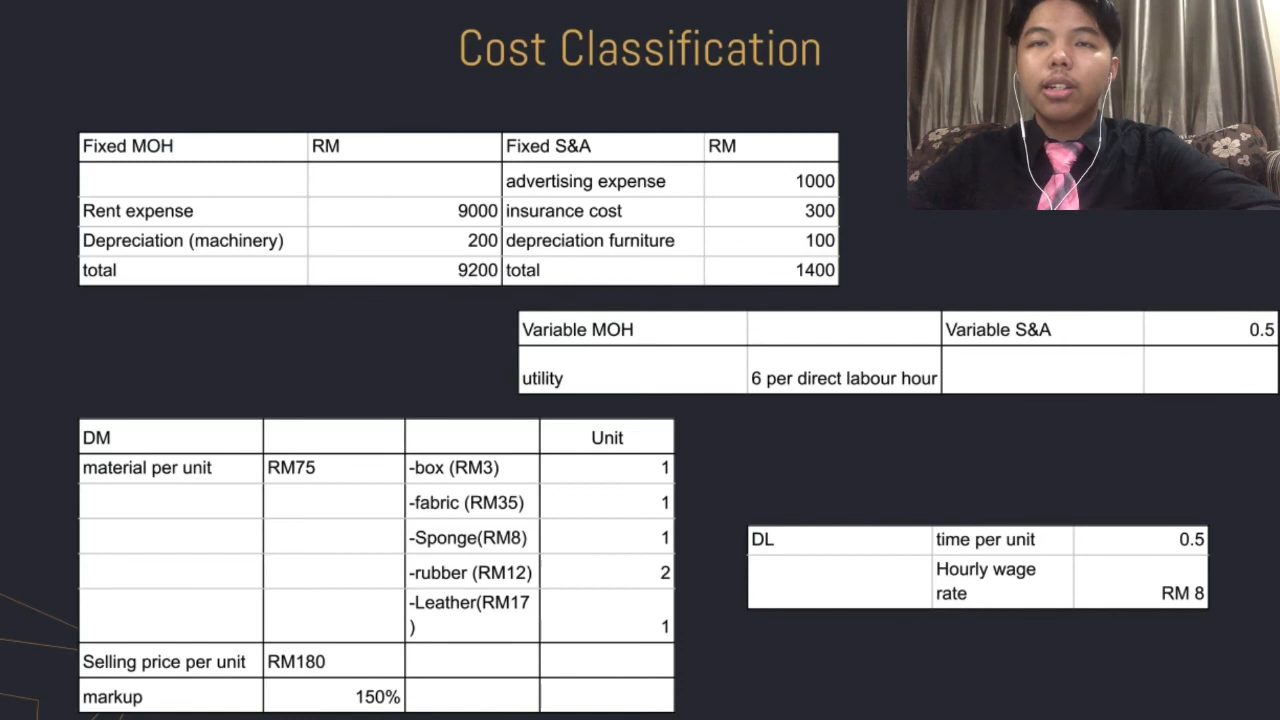 Cost Classification
Fixed MOH RM Fixed S&A RM
advertising expense 1000
Rent expense 9000 insurance cost 300
Depreciation (machinery) 200 depreciation furniture 100
total 9200 total 1400
Variable MOH Variable S&A 0.5
utility 6 per direct labour hour
DM Unit
material per unit RM75 -box (RM3) 1
-fabric (RM35) 1
-Sponge(RM8) 1
-rubber (RM12) 2
-Leather(RM17
) 1
Selling price per unit RM180
markup 150%
DL time per unit 0.5
Hourly wage
rate RM 8